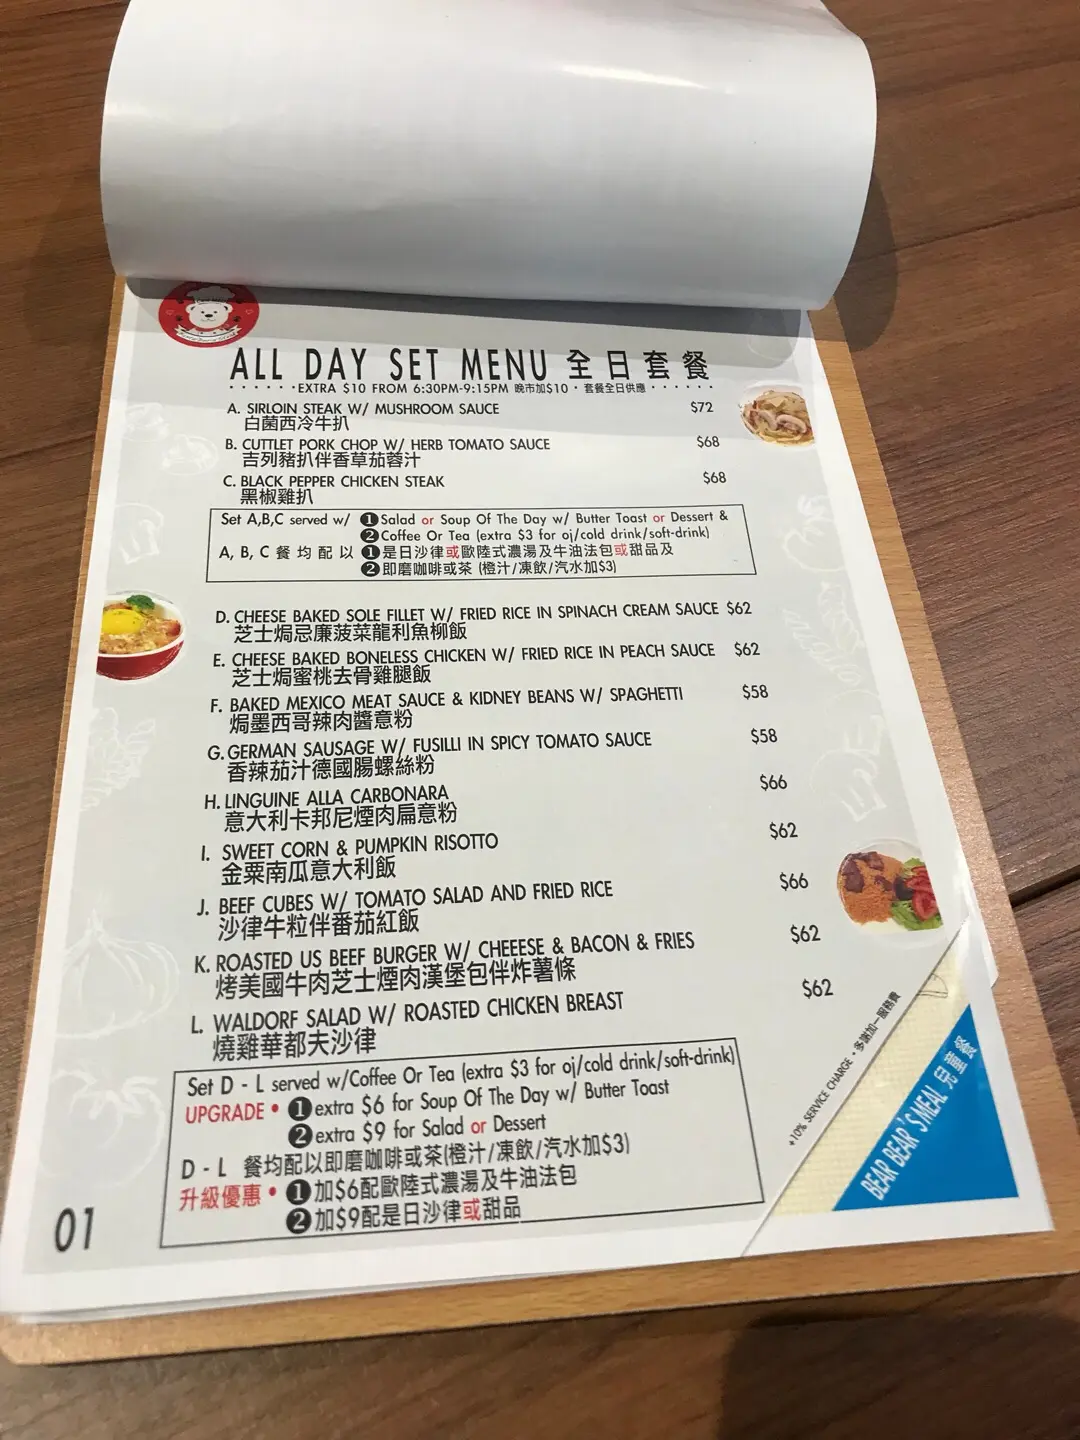 ALL DAY SET MENU 全日套餐
······EXTRA $10 FROM 6:30PM-9:15PM 晚市加$10·套餐全日供應······
A. SIRLOIN STEAK W/ MUSHROOM SAUCE $72
白菌西冷牛扒
B. CUTTLET PORK CHOP W/ HERB TOMATO SAUCE $68
吉列豬扒伴香草茄蓉汁
C. BLACK PEPPER CHICKEN STEAK $68
黑椒雞扒
Set A,B,C served w/ ❶Salad or Soup Of The Day w/ Butter Toast or Dessert &
❷Coffee Or Tea (extra $3 for oj/cold drink/soft-drink)
A, B, C 餐均配以 ❶是日沙律或歐陸式濃湯及牛油法包或甜品及
❷即磨咖啡或茶 (橙汁/凍飲/汽水加$3)
D. CHEESE BAKED SOLE FILLET W/ FRIED RICE IN SPINACH CREAM SAUCE $62
芝士焗忌廉菠菜龍利魚柳飯
E. CHEESE BAKED BONELESS CHICKEN W/ FRIED RICE IN PEACH SAUCE $62
芝士焗蜜桃去骨雞腿飯
F. BAKED MEXICO MEAT SAUCE & KIDNEY BEANS W/ SPAGHETTI $58
焗墨西哥辣肉醬意粉
G. GERMAN SAUSAGE W/ FUSILLI IN SPICY TOMATO SAUCE $58
香辣茄汁德國腸螺絲粉
H. LINGUINE ALLA CARBONARA $66
意大利卡邦尼煙肉扁意粉
I. SWEET CORN & PUMPKIN RISOTTO $62
金粟南瓜意大利飯
J. BEEF CUBES W/ TOMATO SALAD AND FRIED RICE $66
沙律牛粒伴番茄紅飯
K. ROASTED US BEEF BURGER W/ CHEEESE & BACON & FRIES $62
烤美國牛肉芝士煙肉漢堡包伴炸薯條
L. WALDORF SALAD W/ ROASTED CHICKEN BREAST $62
燒雞華都夫沙律
Set D - L served w/Coffee Or Tea (extra $3 for oj/cold drink/soft-drink)
UPGRADE • ❶extra $6 for Soup Of The Day w/ Butter Toast
❷extra $9 for Salad or Dessert
D - L 餐均配以即磨咖啡或茶(橙汁/凍飲/汽水加$3)
升級優惠 • ❶加$6配歐陸式濃湯及牛油法包
❷加$9配是日沙律或甜品
+10% SERVICE CHARGE • 多謝加一服務費
BEAR BEAR'S MEAL 兒童餐
01